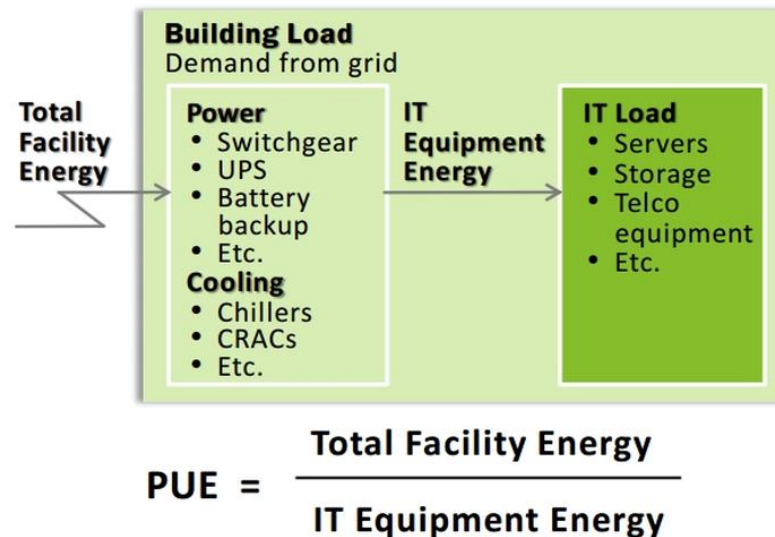 Building Load
Demand from grid
Total
Facility
Energy
Power
• Switchgear
• UPS
• Battery
backup
• Etc.
Cooling
• Chillers
• CRACs
• Etc.
IT
Equipment
Energy
IT Load
• Servers
• Storage
• Telco
equipment
• Etc.
PUE =
Total Facility Energy
IT Equipment Energy